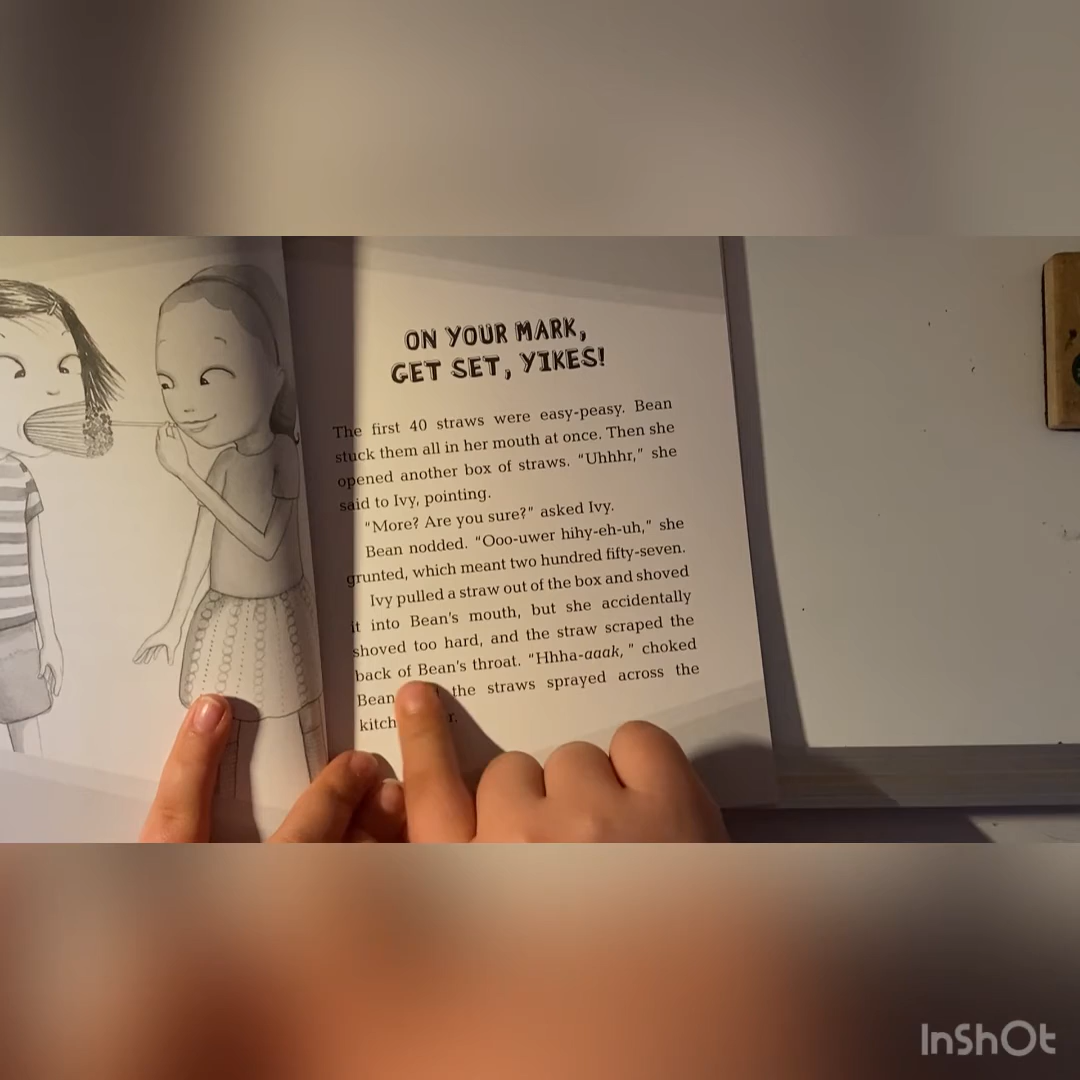 ON YOUR MARK,
GET SET, YIKES!
The first 40 straws were easy-peasy. Bean
stuck them all in her mouth at once. Then she
opened another box of straws. "Uhhhr," she
said to Ivy, pointing.
"More? Are you sure?" asked Ivy.
Bean nodded. "Ooo-uwer hihy-eh-uh," she
grunted, which meant two hundred fifty-seven.
Ivy pulled a straw out of the box and shoved
it into Bean's mouth, but she accidentally
shoved too hard, and the straw scraped the
back of Bean's throat. "Hhha-aaak, " choked
Bean the straws sprayed across the
InShOt